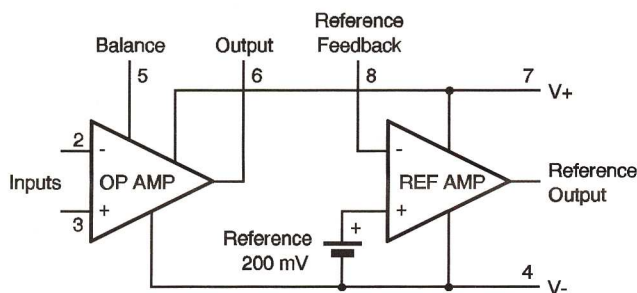 Reference
Feedback
Balance
Output
5
6
8
7
V+
2
-
-
Inputs
OP AMP
REF AMP
Reference
Output
3
+
+
Reference
200 mV
+
4
V-